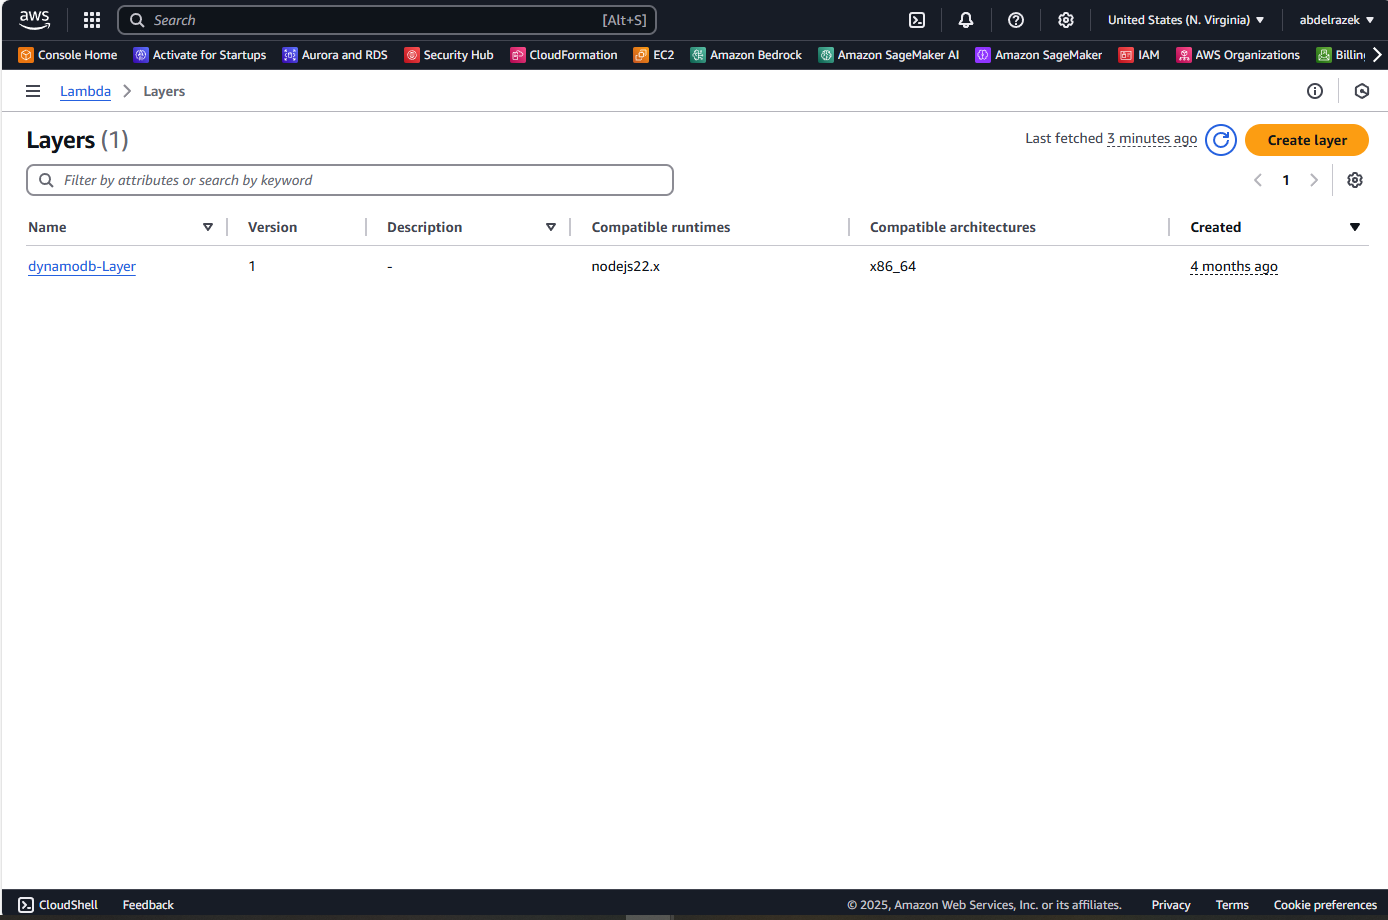 aws Search [Alt+S] United States (N. Virginia) abdelrazek
Console Home Activate for Startups Aurora and RDS Security Hub CloudFormation EC2 Amazon Bedrock Amazon SageMaker AI Amazon SageMaker IAM AWS Organizations Billing
Lambda Layers
Layers (1) Last fetched 3 minutes ago Create layer
Filter by attributes or search by keyword 1
Name Version Description Compatible runtimes Compatible architectures Created
dynamodb-Layer 1 - nodejs22.x x86_64 4 months ago
CloudShell Feedback © 2025, Amazon Web Services, Inc. or its affiliates. Privacy Terms Cookie preferences